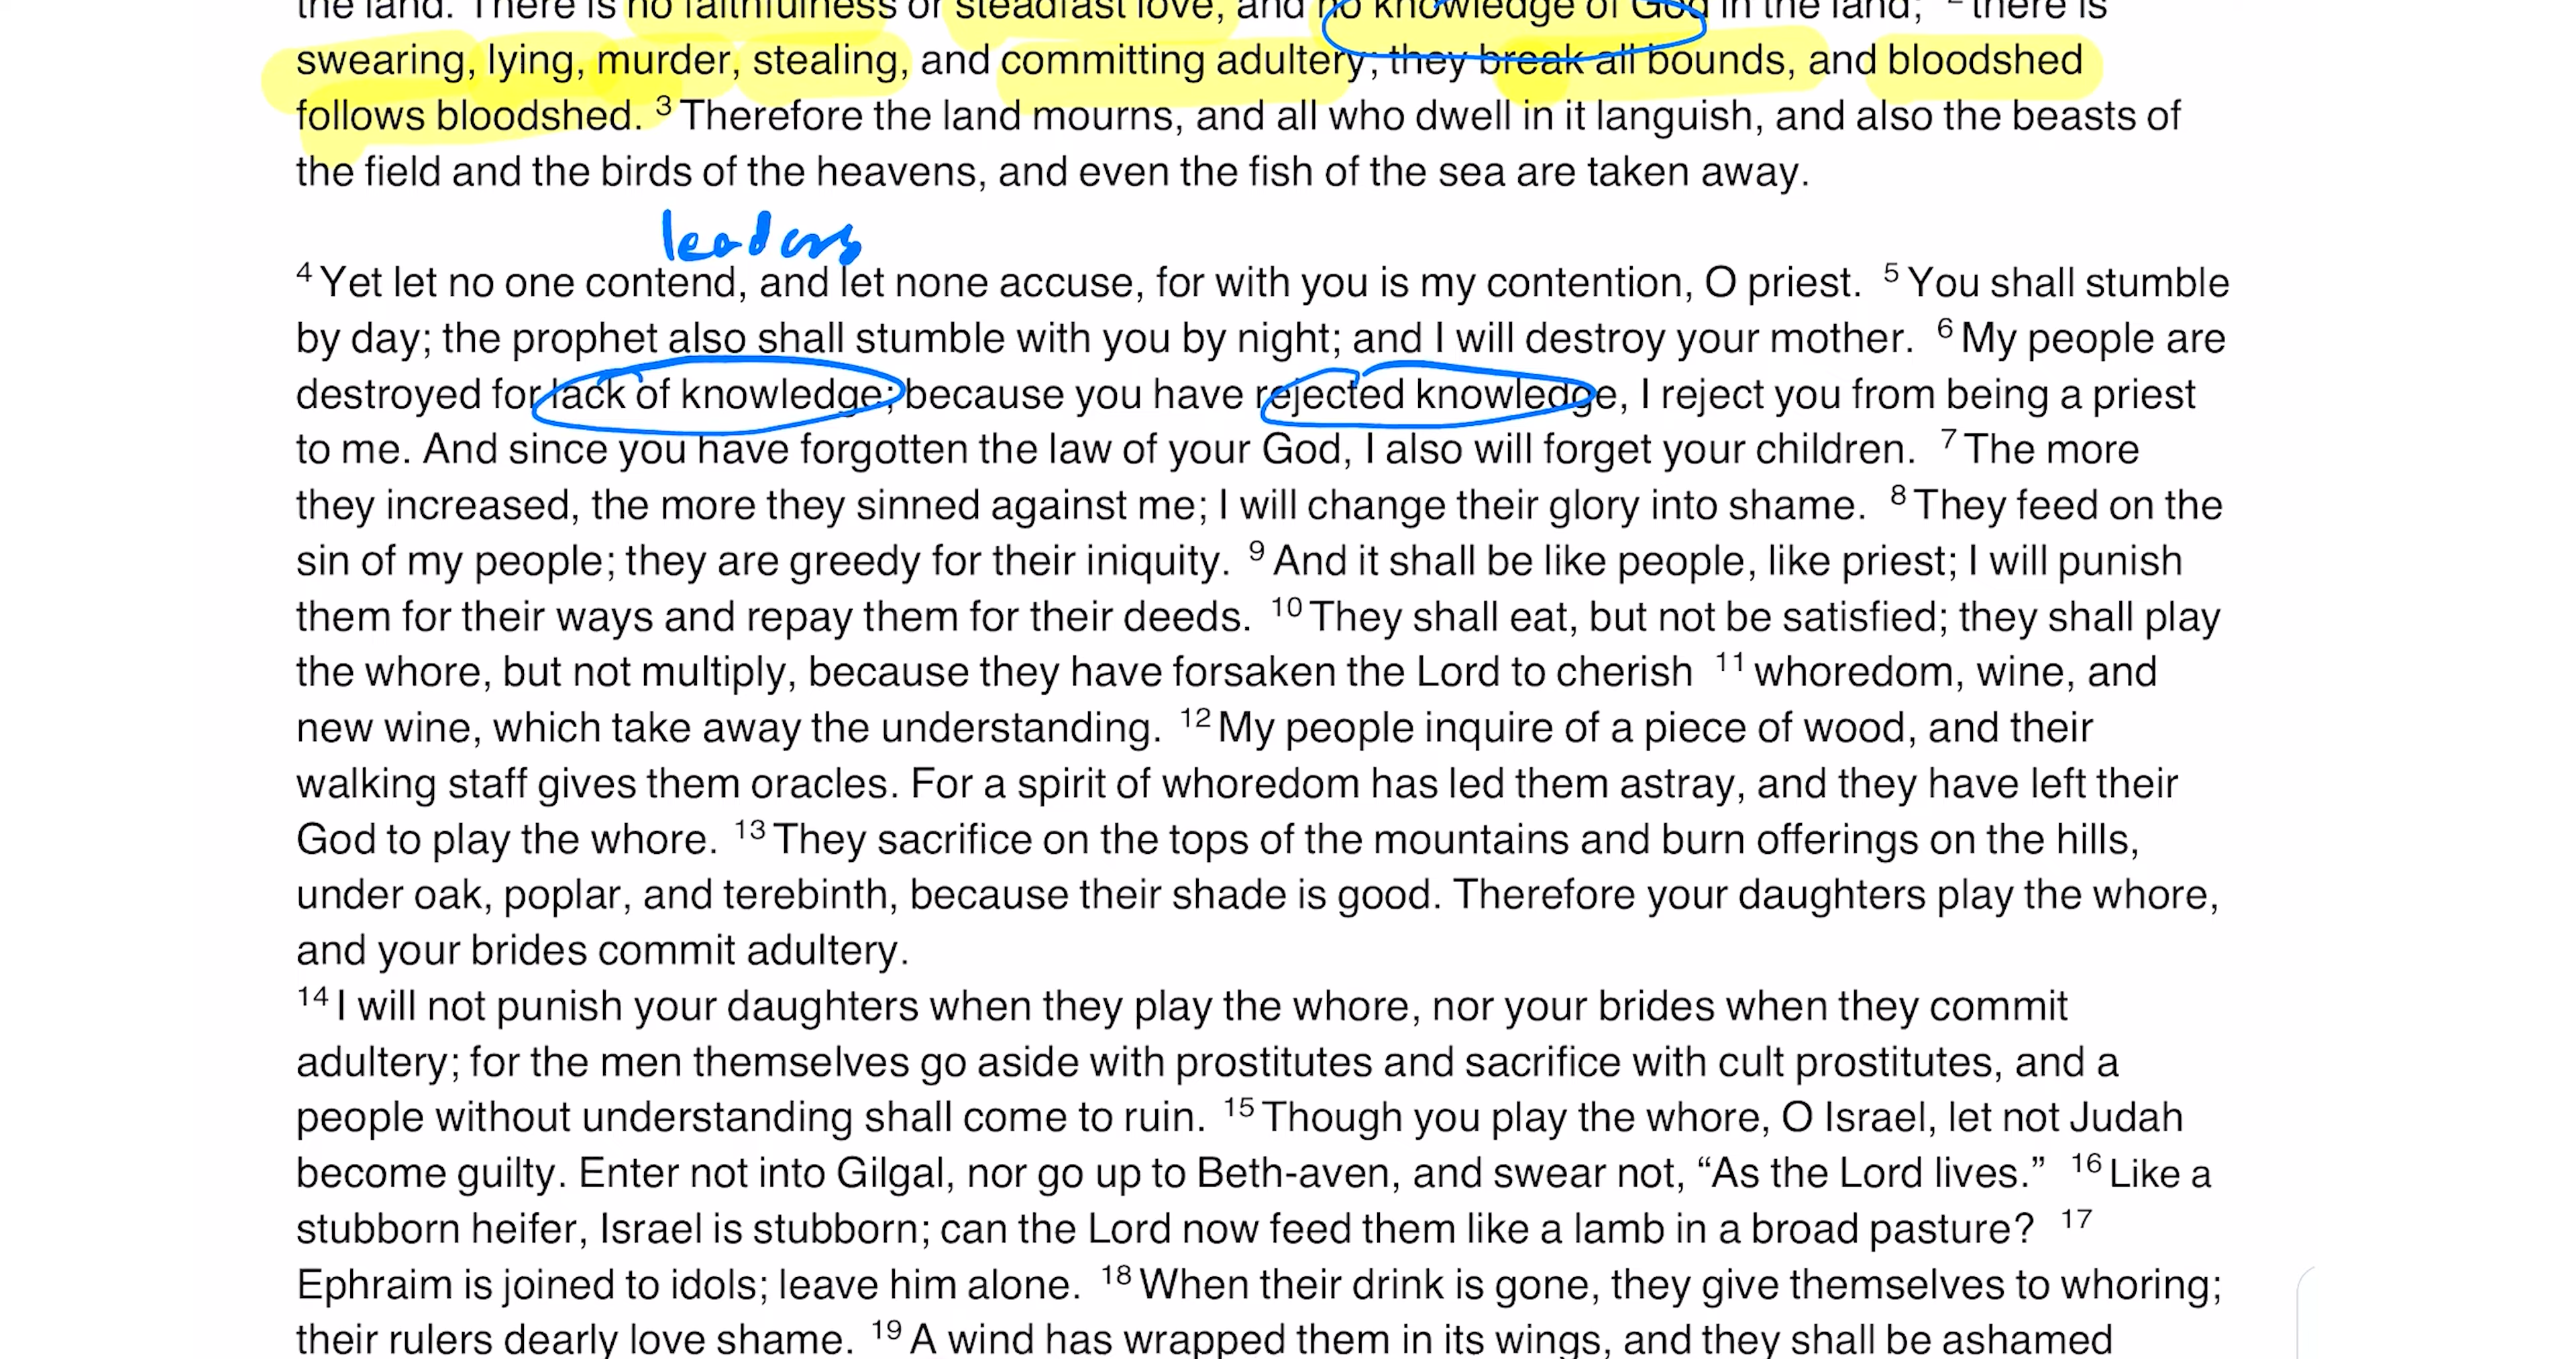 the land. There is no faithfulness or steadfast love, and no knowledge of God in the land; 2 there is
swearing, lying, murder, stealing, and committing adultery; they break all bounds, and bloodshed
follows bloodshed. 3 Therefore the land mourns, and all who dwell in it languish, and also the beasts of
the field and the birds of the heavens, and even the fish of the sea are taken away.
leaders
4 Yet let no one contend, and let none accuse, for with you is my contention, O priest. 5 You shall stumble
by day; the prophet also shall stumble with you by night; and I will destroy your mother. 6 My people are
destroyed for lack of knowledge; because you have rejected knowledge, I reject you from being a priest
to me. And since you have forgotten the law of your God, I also will forget your children. 7 The more
they increased, the more they sinned against me; I will change their glory into shame. 8 They feed on the
sin of my people; they are greedy for their iniquity. 9 And it shall be like people, like priest; I will punish
them for their ways and repay them for their deeds. 10 They shall eat, but not be satisfied; they shall play
the whore, but not multiply, because they have forsaken the Lord to cherish 11 whoredom, wine, and
new wine, which take away the understanding. 12 My people inquire of a piece of wood, and their
walking staff gives them oracles. For a spirit of whoredom has led them astray, and they have left their
God to play the whore. 13 They sacrifice on the tops of the mountains and burn offerings on the hills,
under oak, poplar, and terebinth, because their shade is good. Therefore your daughters play the whore,
and your brides commit adultery.
14 I will not punish your daughters when they play the whore, nor your brides when they commit
adultery; for the men themselves go aside with prostitutes and sacrifice with cult prostitutes, and a
people without understanding shall come to ruin. 15 Though you play the whore, O Israel, let not Judah
become guilty. Enter not into Gilgal, nor go up to Beth-aven, and swear not, “As the Lord lives.” 16 Like a
stubborn heifer, Israel is stubborn; can the Lord now feed them like a lamb in a broad pasture? 17
Ephraim is joined to idols; leave him alone. 18 When their drink is gone, they give themselves to whoring;
their rulers dearly love shame. 19 A wind has wrapped them in its wings, and they shall be ashamed